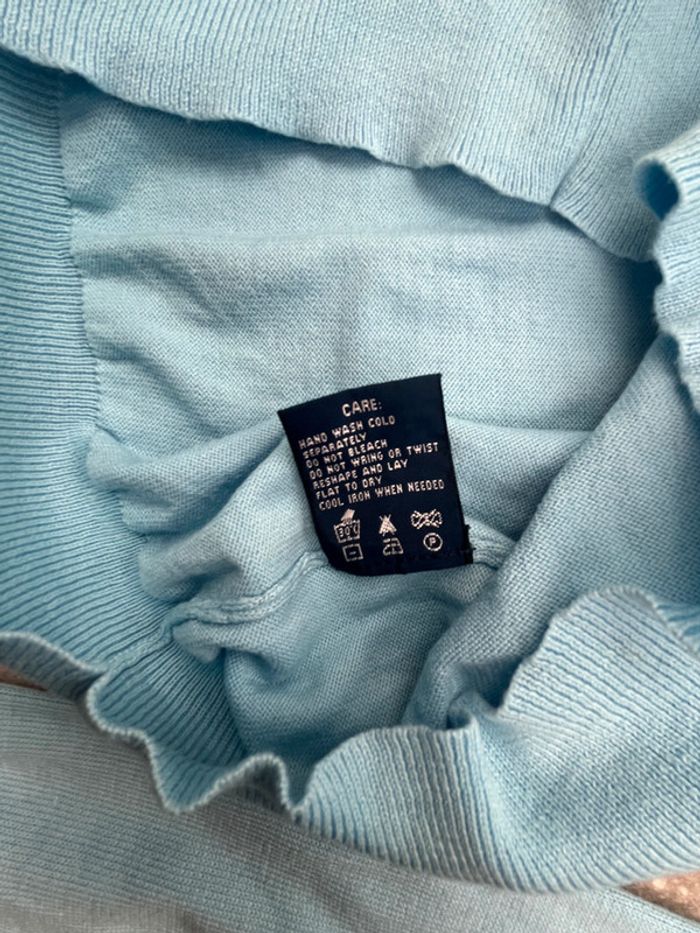 CARE:
HAND WASH COLD
SEPARATELY
DO NOT BLEACH
DO NOT WRING OR TWIST
RESHAPE AND LAY
FLAT TO DRY
COOL IRON WHEN NEEDED
30
P